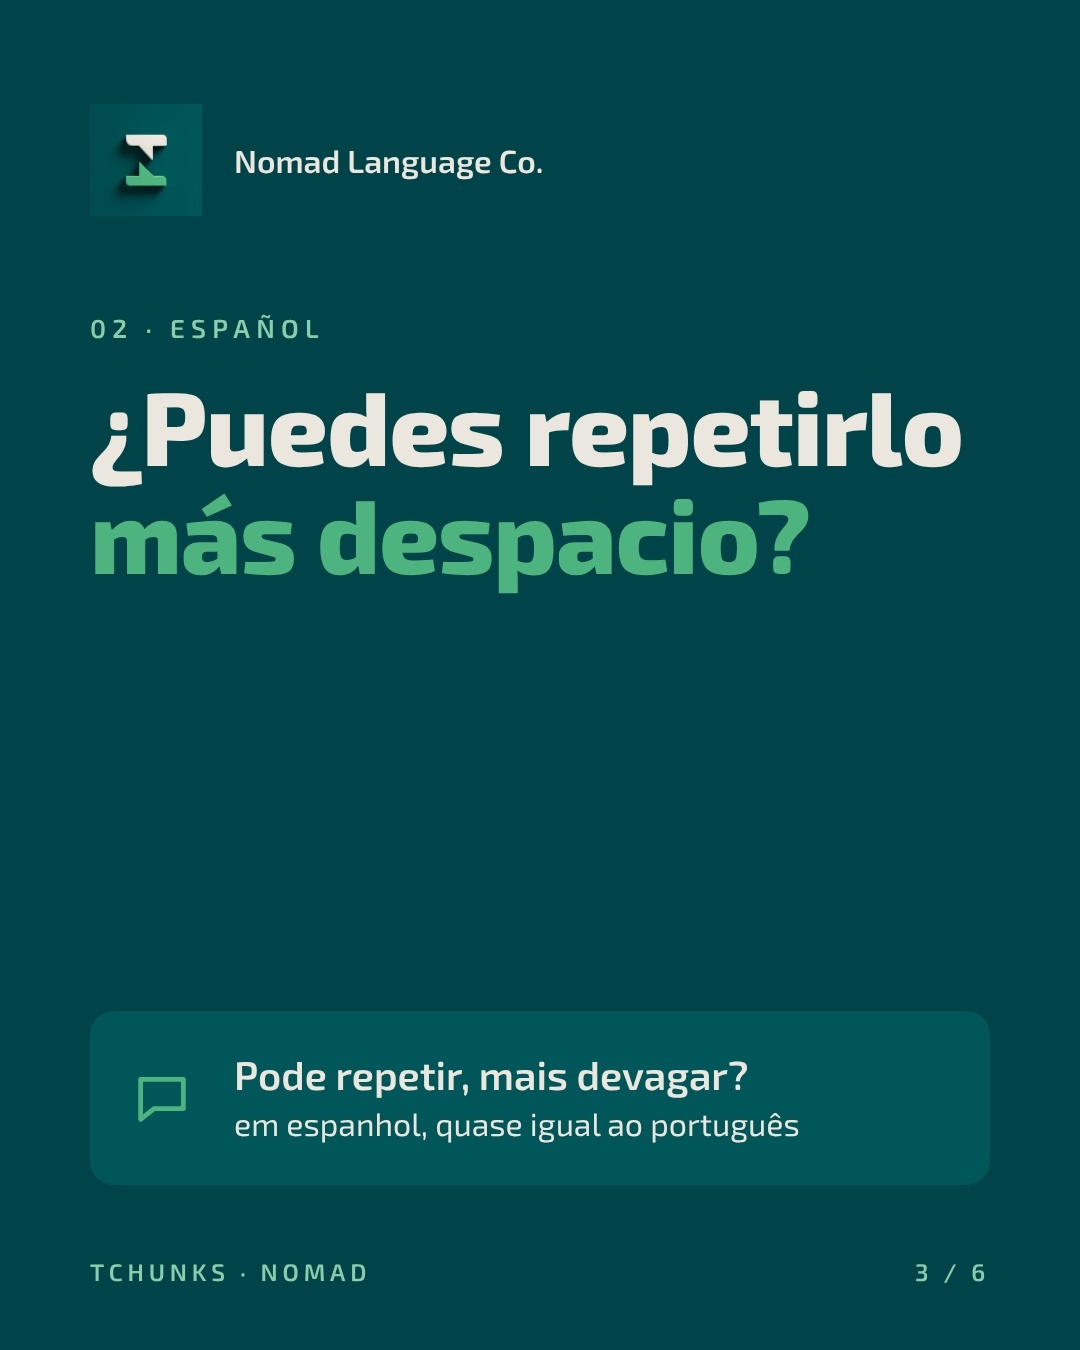 Nomad Language Co.
02 · ESPAÑOL
¿Puedes repetirlo
más despacio?
Pode repetir, mais devagar?
em espanhol, quase igual ao português
TCHUNKS · NOMAD
3 / 6